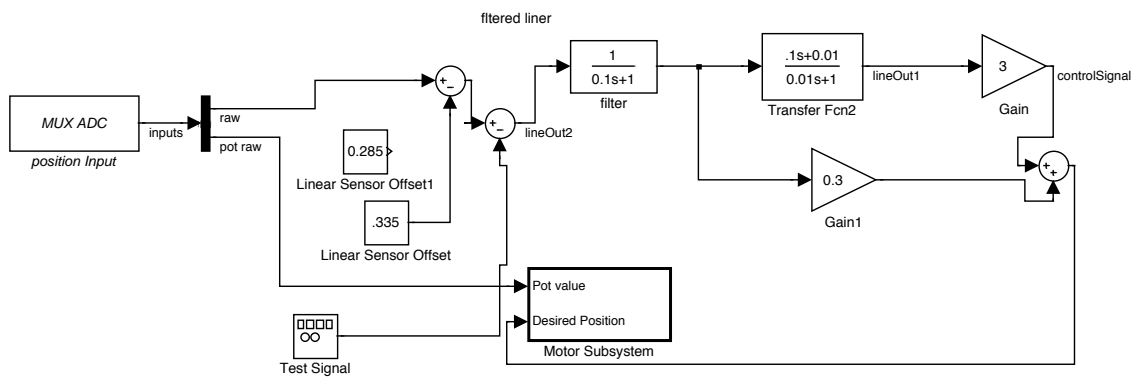 fltered liner
MUX ADC
position Input
inputs
raw
pot raw
+
−
+
−
lineOut2
0.285
Linear Sensor Offset1
.335
Linear Sensor Offset
1
0.1s+1
filter
.1s+0.01
0.01s+1
Transfer Fcn2
lineOut1
3
Gain
controlSignal
0.3
Gain1
+
+
Pot value
Desired Position
Motor Subsystem
Test Signal